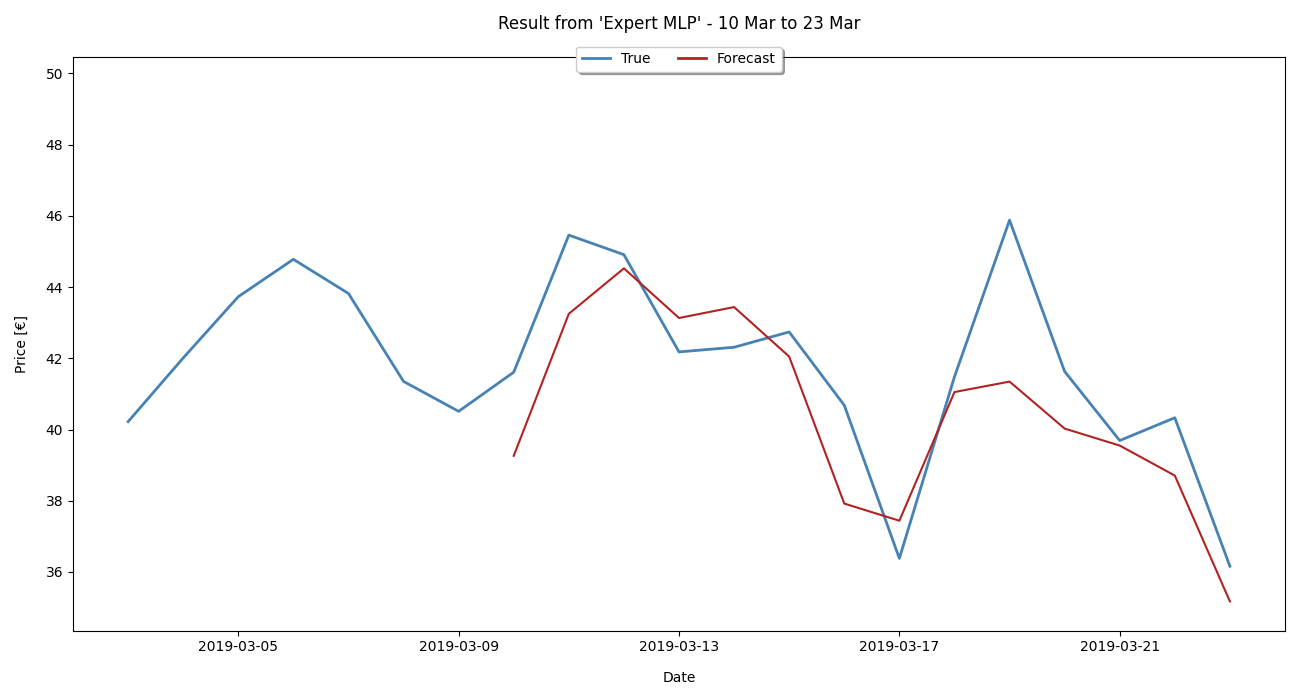 Result from 'Expert MLP' - 10 Mar to 23 Mar
True Forecast
Price [€]
50
48
46
44
42
40
38
36
2019-03-05 2019-03-09 2019-03-13 2019-03-17 2019-03-21
Date